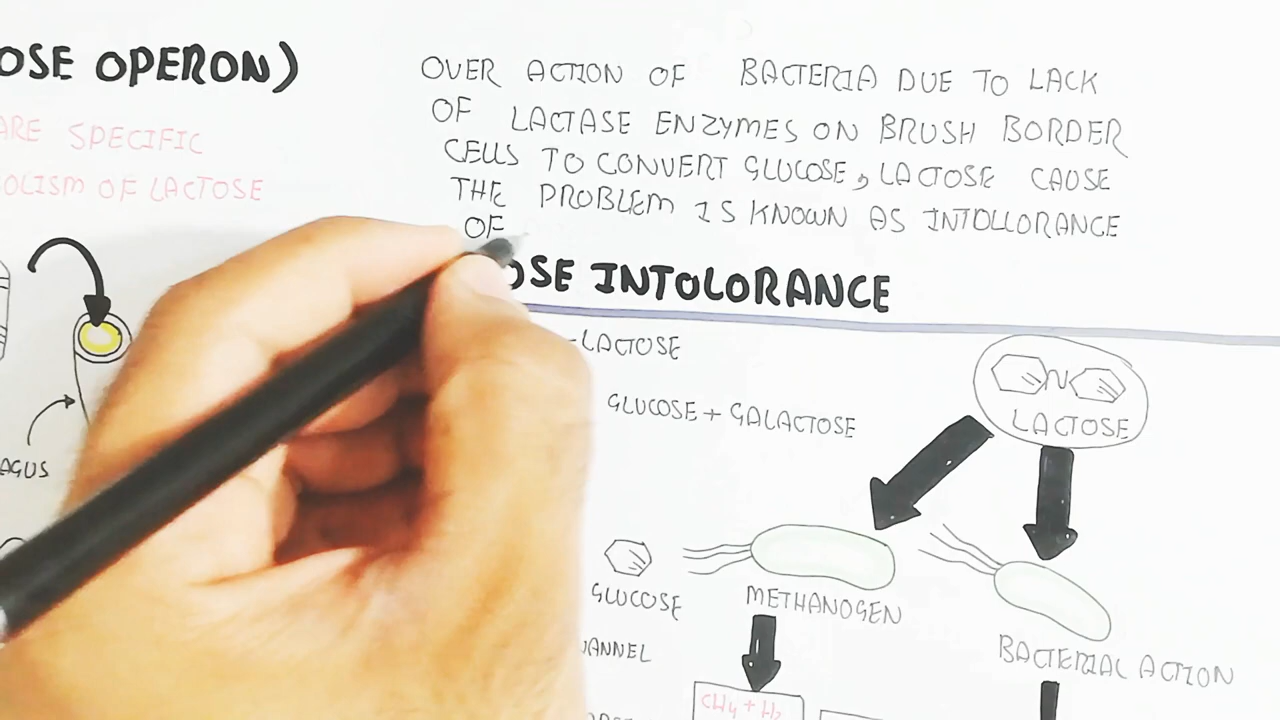 OSE OPERON)
ARE SPECIFIC
OLISM OF LACTOSE
AGUS
OVER ACTION OF BACTERIA DUE TO LACK
OF LACTASE ENZYMES ON BRUSH BORDER
CELLS TO CONVERT GLUCOSE, LACTOSE CAUSE
THE PROBLEM IS KNOWN AS INTOLLORANCE
OF
OSE INTOLORANCE
-LACTOSE
GLUCOSE + GALACTOSE
LACTOSE
GLUCOSE
METHANOGEN
BACTERIAL ACTION
ANNEL
CH4 + H2